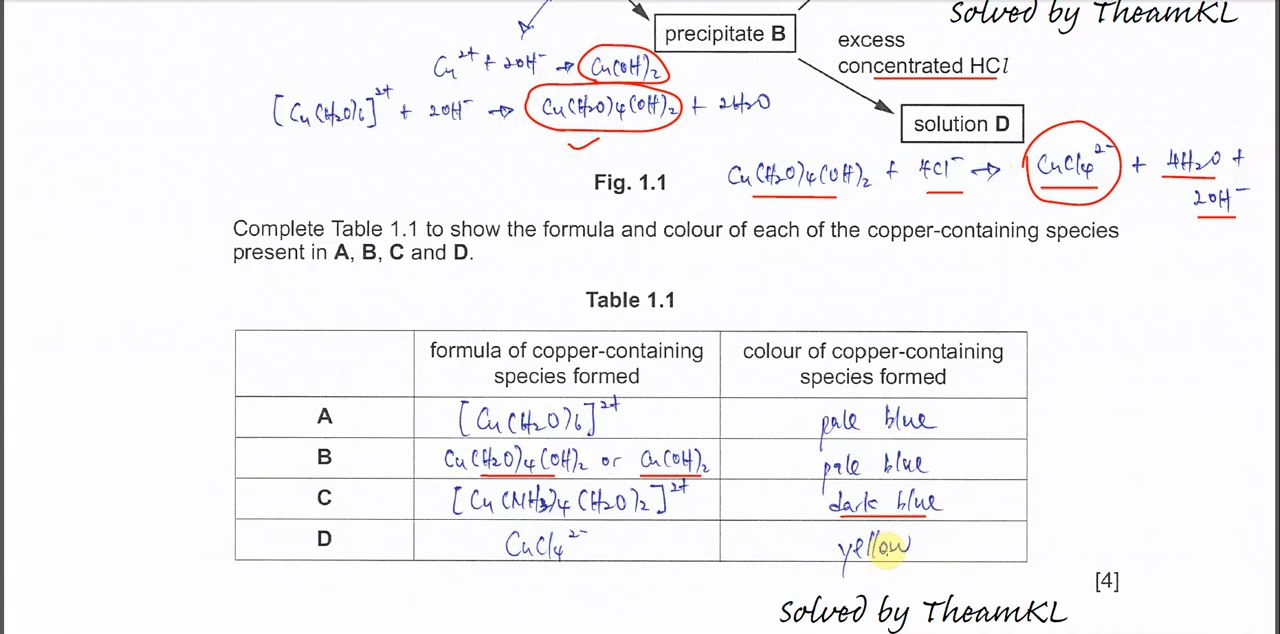 Solved by TheamKL
precipitate B
excess
concentrated HCl
Cu²⁺ + 2OH⁻ → Cu(OH)₂
[Cu(H₂O)₆]²⁺ + 2OH⁻ → Cu(H₂O)₄(OH)₂ + 2H₂O
solution D
Cu(H₂O)₄(OH)₂ + 4Cl⁻ → CuCl₄²⁻ + 4H₂O +
2OH⁻
Fig. 1.1
Complete Table 1.1 to show the formula and colour of each of the copper-containing species
present in A, B, C and D.
Table 1.1
formula of copper-containing
species formed
colour of copper-containing
species formed
A [Cu(H₂O)₆]²⁺ pale blue
B Cu(H₂O)₄(OH)₂ or Cu(OH)₂ pale blue
C [Cu(NH₃)₄(H₂O)₂]²⁺ dark blue
D CuCl₄²⁻ yellow
[4]
Solved by TheamKL